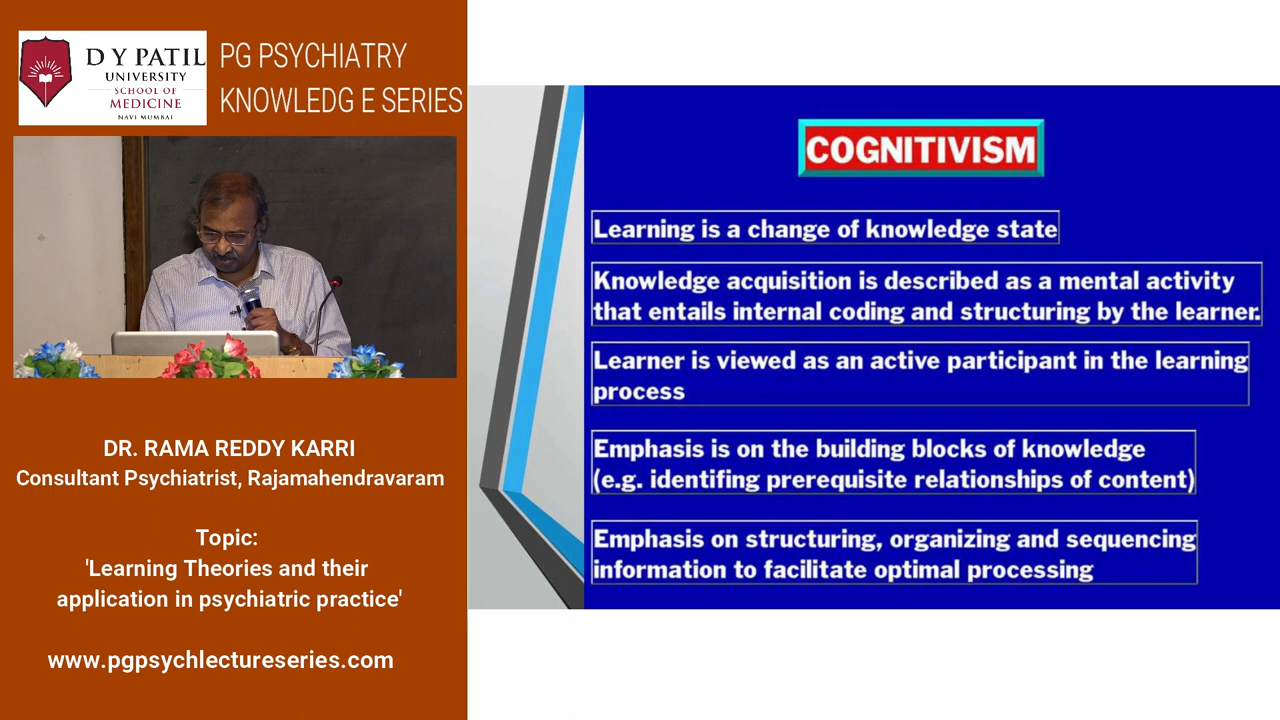 D Y PATIL
UNIVERSITY
SCHOOL OF
MEDICINE
NAVI MUMBAI
PG PSYCHIATRY
KNOWLEDG E SERIES
DR. RAMA REDDY KARRI
Consultant Psychiatrist, Rajamahendravaram
Topic:
'Learning Theories and their
application in psychiatric practice'
www.pgpsychlectureseries.com
COGNITIVISM
Learning is a change of knowledge state
Knowledge acquisition is described as a mental activity
that entails internal coding and structuring by the learner.
Learner is viewed as an active participant in the learning
process
Emphasis is on the building blocks of knowledge
(e.g. identifing prerequisite relationships of content)
Emphasis on structuring, organizing and sequencing
information to facilitate optimal processing